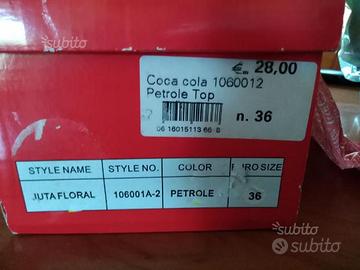 subito
€ 28,00
Coca cola 1060012
Petrole Top
n. 36
06 16015113 66 8
STYLE NAME STYLE NO. COLOR EURO SIZE
JUTA FLORAL 106001A-2 PETROLE 36
subito
subito